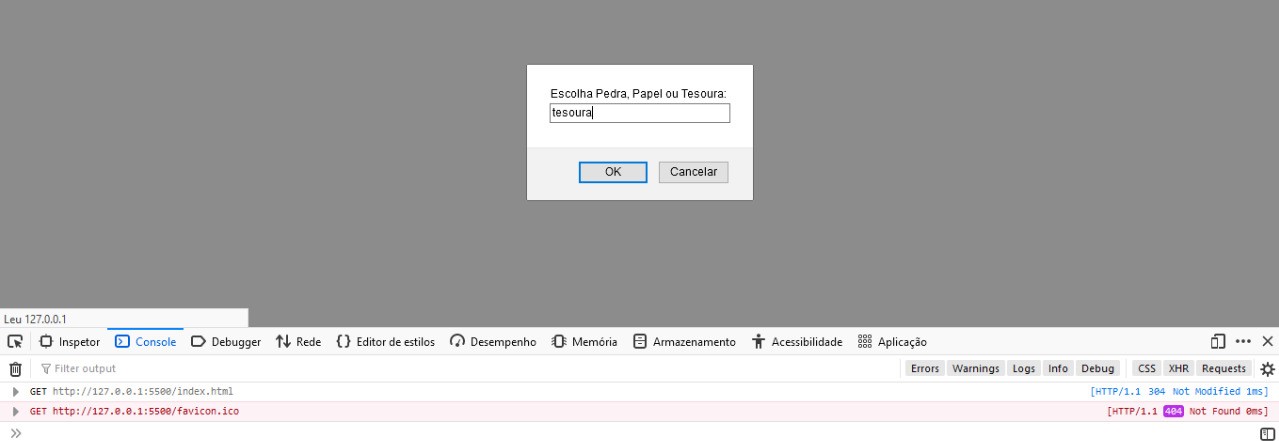 Escolha Pedra, Papel ou Tesoura:
tesoura
OK Cancelar
Leu 127.0.0.1
Inspetor Console Debugger Rede Editor de estilos Desempenho Memória Armazenamento Acessibilidade Aplicação
Filter output Errors Warnings Logs Info Debug CSS XHR Requests
GET http://127.0.0.1:5500/index.html [HTTP/1.1 304 Not Modified 1ms]
GET http://127.0.0.1:5500/favicon.ico [HTTP/1.1 404 Not Found 0ms]